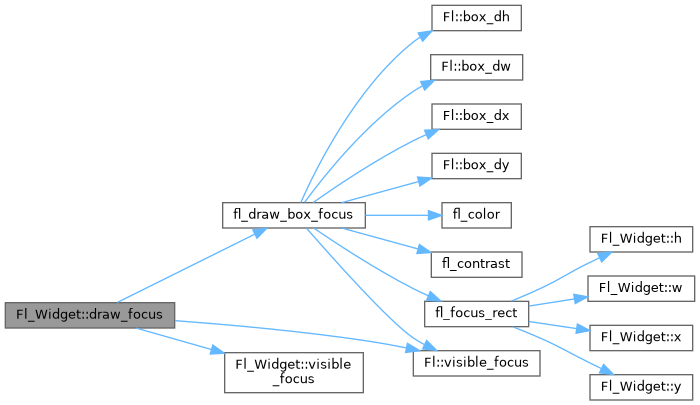 Fl::box_dh
Fl::box_dw
Fl::box_dx
Fl::box_dy
fl_draw_box_focus
fl_color
Fl_Widget::h
fl_contrast
Fl_Widget::w
Fl_Widget::draw_focus
fl_focus_rect
Fl_Widget::x
Fl_Widget::visible
_focus
Fl::visible_focus
Fl_Widget::y